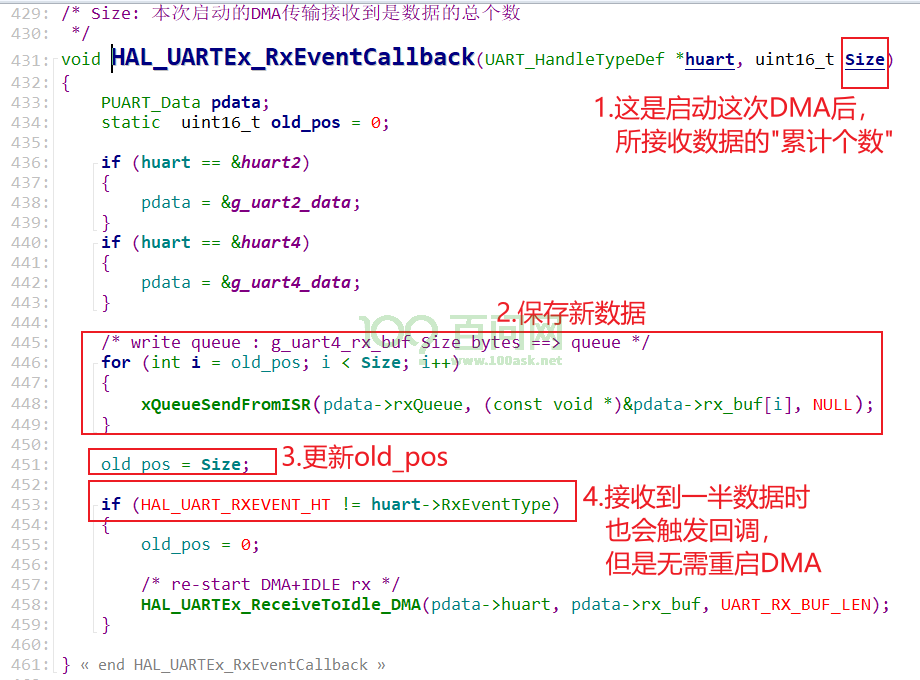 429: /* Size: 本次启动的DMA传输接收到是数据的总个数
430:  */
431: void HAL_UARTEx_RxEventCallback(UART_HandleTypeDef *huart, uint16_t Size)
432: {
1.这是启动这次DMA后,
433:     PUART_Data pdata;
434:     static  uint16_t old_pos = 0;
所接收数据的"累计个数"
435:
436:     if (huart == &huart2)
437:     {
438:         pdata = &g_uart2_data;
439:     }
440:     if (huart == &huart4)
441:     {
442:         pdata = &g_uart4_data;
443:     }
444:
2.保存新数据
100ask 百问网
445:     /* write queue : g_uart4_rx_buf Size bytes ==> queue */
446:     for (int i = old_pos; i < Size; i++)
www.100ask.net
447:     {
448:         xQueueSendFromISR(pdata->rxQueue, (const void *)&pdata->rx_buf[i], NULL);
449:     }
450:
451:     old_pos = Size;
3.更新old_pos
452:
453:     if (HAL_UART_RXEVENT_HT != huart->RxEventType)
4.接收到一半数据时
454:     {
也会触发回调,
455:         old_pos = 0;
456:
但是无需重启DMA
457:         /* re-start DMA+IDLE rx */
458:         HAL_UARTEx_ReceiveToIdle_DMA(pdata->huart, pdata->rx_buf, UART_RX_BUF_LEN);
459:     }
460:
461: } « end HAL_UARTEx_RxEventCallback »